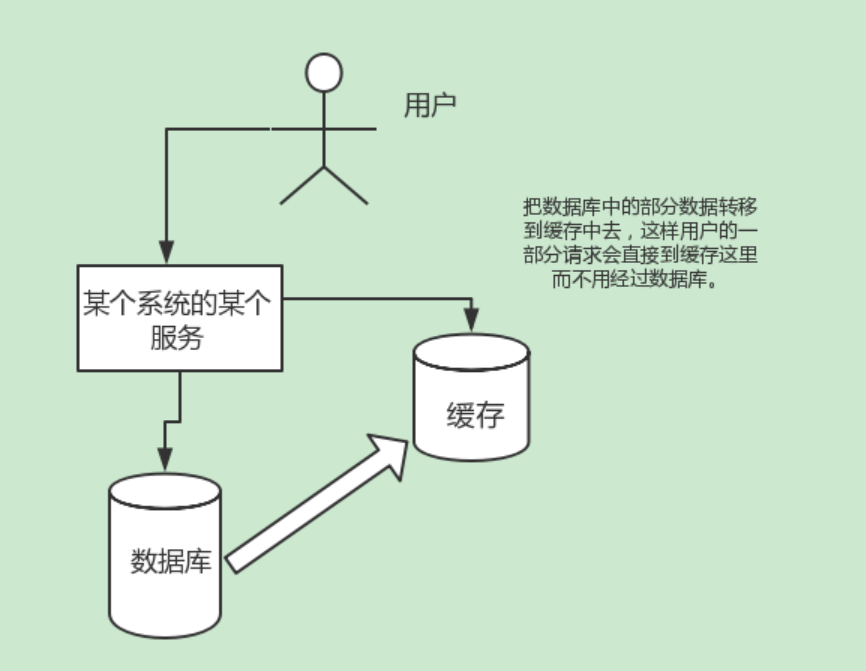 用户
把数据库中的部分数据转移
到缓存中去，这样用户的一
部分请求会直接到缓存这里
而不用经过数据库。
某个系统的某个
服务
缓存
数据库